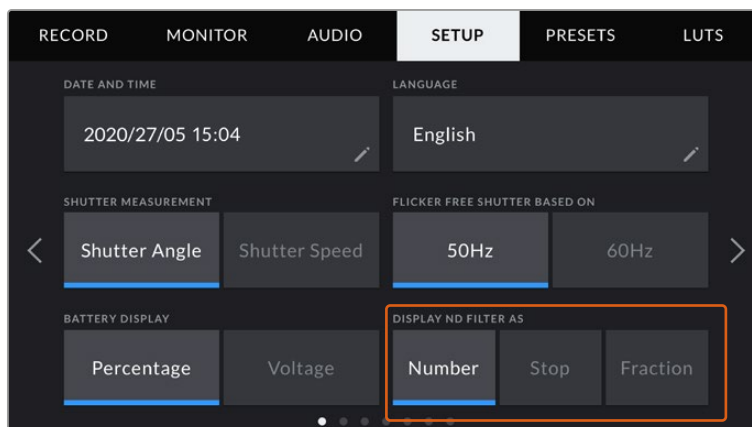 RECORD MONITOR AUDIO SETUP PRESETS LUTS
DATE AND TIME LANGUAGE
2020/27/05 15:04 English
SHUTTER MEASUREMENT FLICKER FREE SHUTTER BASED ON
Shutter Angle Shutter Speed 50Hz 60Hz
BATTERY DISPLAY DISPLAY ND FILTER AS
Percentage Voltage Number Stop Fraction